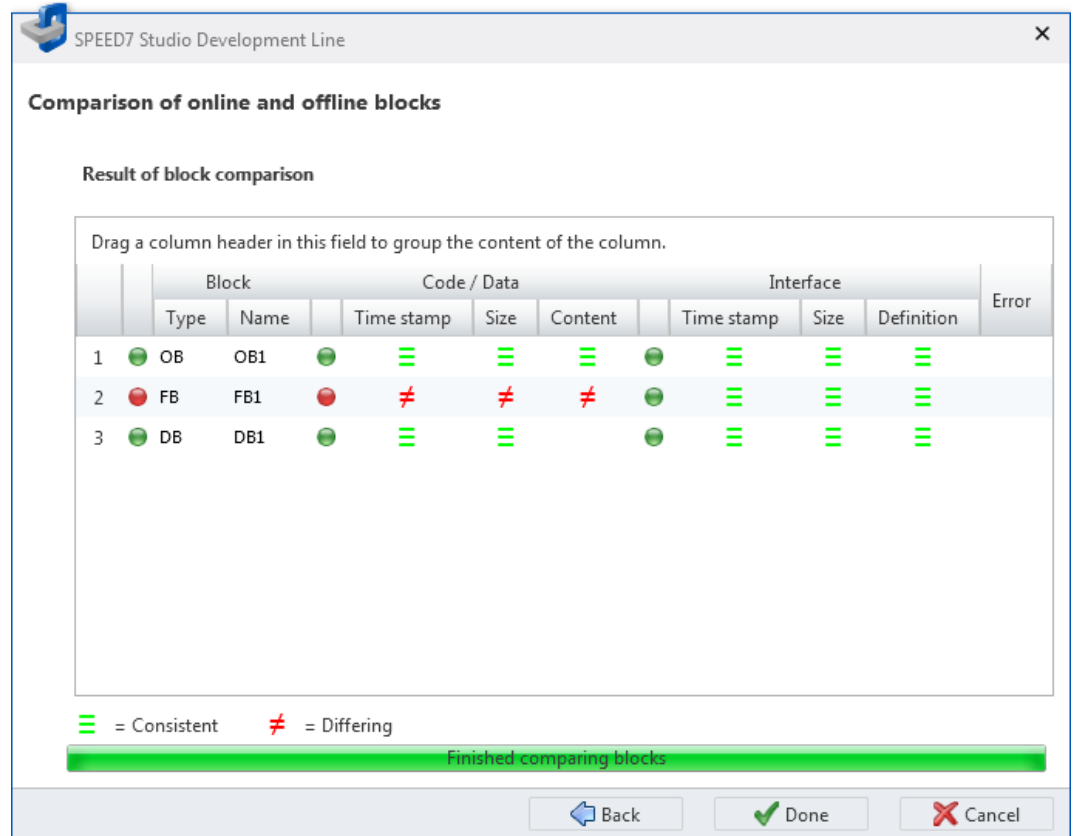 SPEED7 Studio Development Line
Comparison of online and offline blocks
Result of block comparison
Drag a column header in this field to group the content of the column.
Block Code / Data Interface Error
Type Name Time stamp Size Content Time stamp Size Definition
1 OB OB1 ≡ ≡ ≡ ≡ ≡ ≡
2 FB FB1 ≠ ≠ ≠ ≡ ≡ ≡
3 DB DB1 ≡ ≡ ≡ ≡ ≡
≡ = Consistent ≠ = Differing
Finished comparing blocks
Back Done Cancel